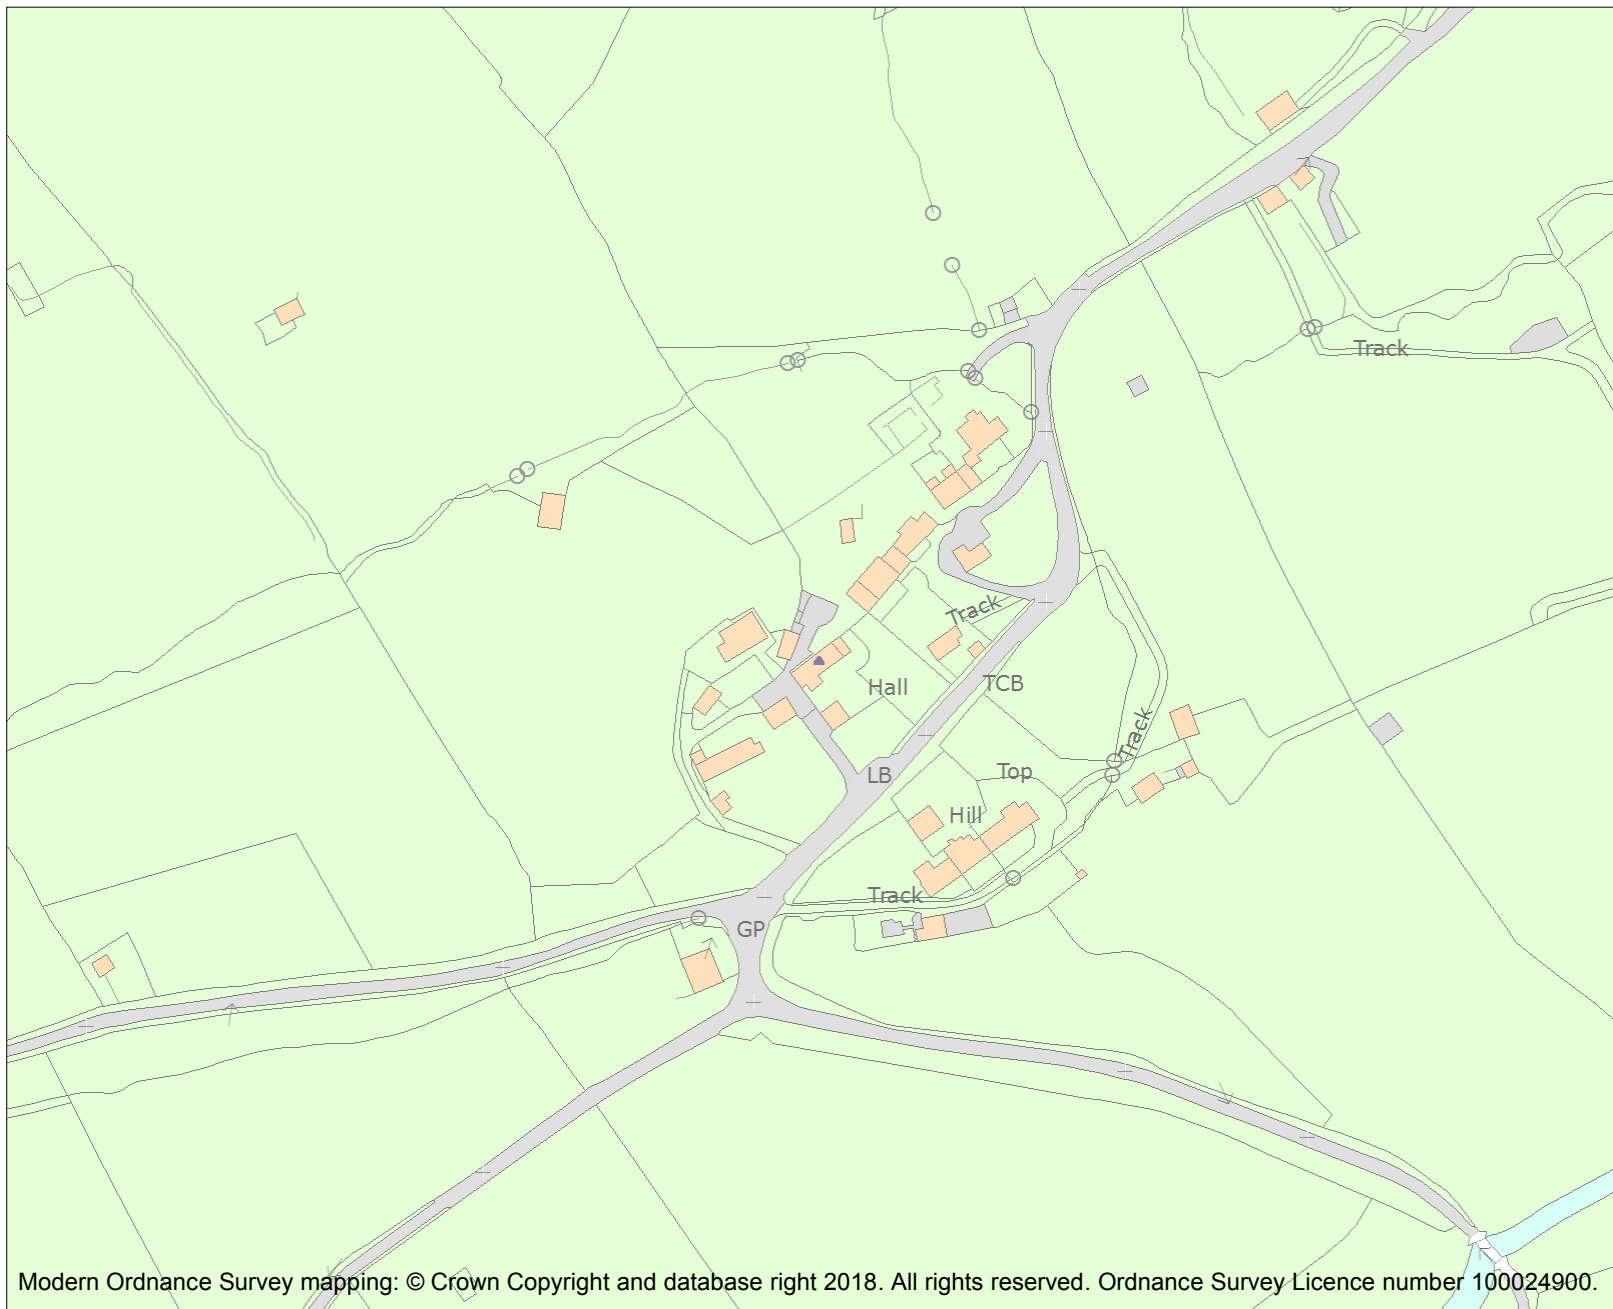 Track
Track
Hall
TCB
Track
LB
Top
Hill
Track
GP
Modern Ordnance Survey mapping: © Crown Copyright and database right 2018. All rights reserved. Ordnance Survey Licence number 100024900.